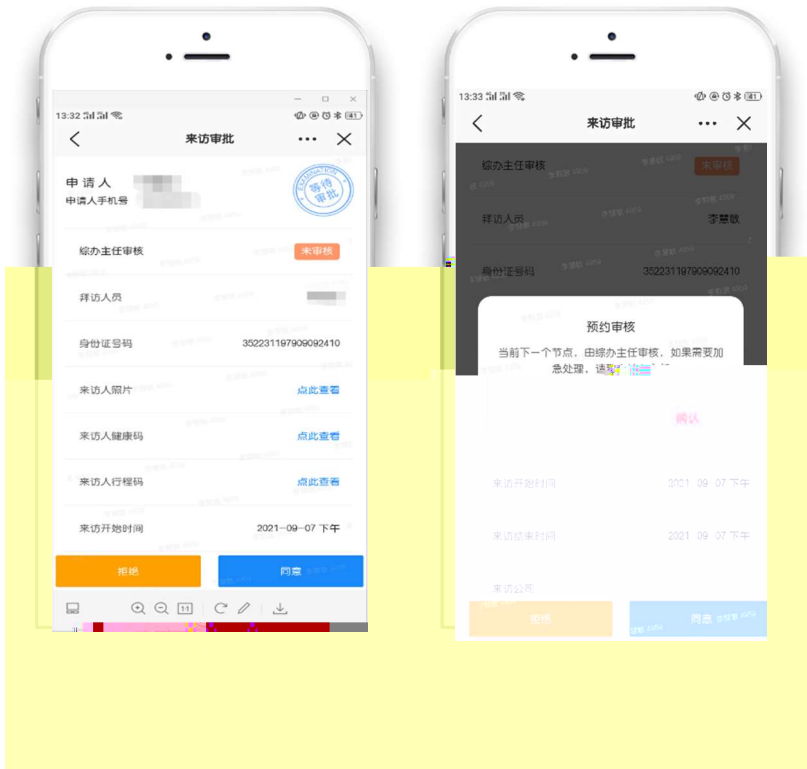 13:32
来访审批
申请人
申请人手机号
EXAMINATION
等待
审批
综办主任审核
未审核
拜访人员
身份证号码
352231197909092410
来访人照片
点此查看
来访人健康码
点此查看
来访人行程码
点此查看
来访开始时间
2021-09-07 下午
拒绝
同意
1:1
13:33
41
来访审批
综办主任审核
未审核
拜访人员
李慧敏
身份证号码
352231197909092410
预约审核
当前下一个节点,由综办主任审核,如果需要加
急处理,请
确认
来访开始时间
2021-09-07 下午
来访结束时间
2021-09-07 下午
来访公司
拒绝
同意